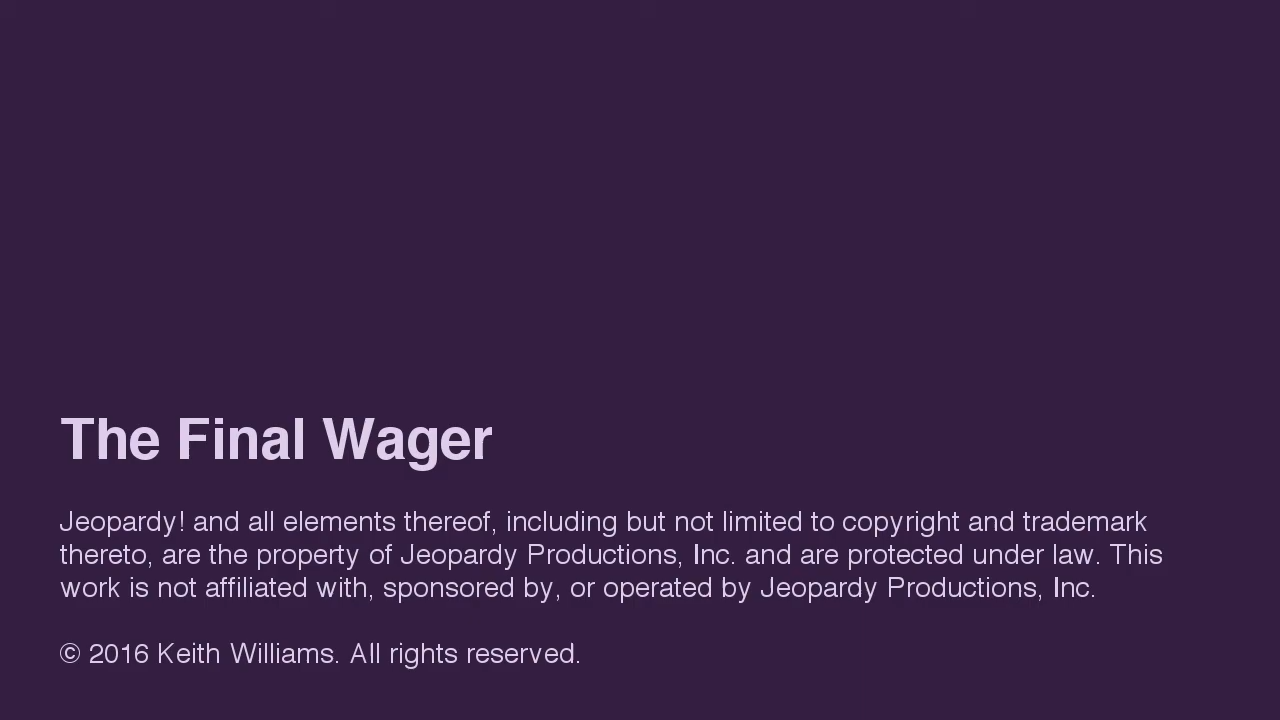 The Final Wager
Jeopardy! and all elements thereof, including but not limited to copyright and trademark
thereto, are the property of Jeopardy Productions, Inc. and are protected under law. This
work is not affiliated with, sponsored by, or operated by Jeopardy Productions, Inc.
© 2016 Keith Williams. All rights reserved.